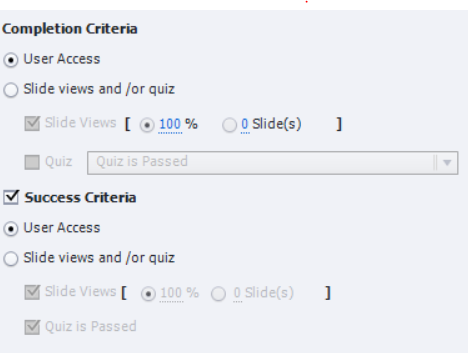 Completion Criteria
User Access
Slide views and /or quiz
Slide Views [ 100 % 0 Slide(s) ]
Quiz Quiz is Passed
Success Criteria
User Access
Slide views and /or quiz
Slide Views [ 100 % 0 Slide(s) ]
Quiz is Passed